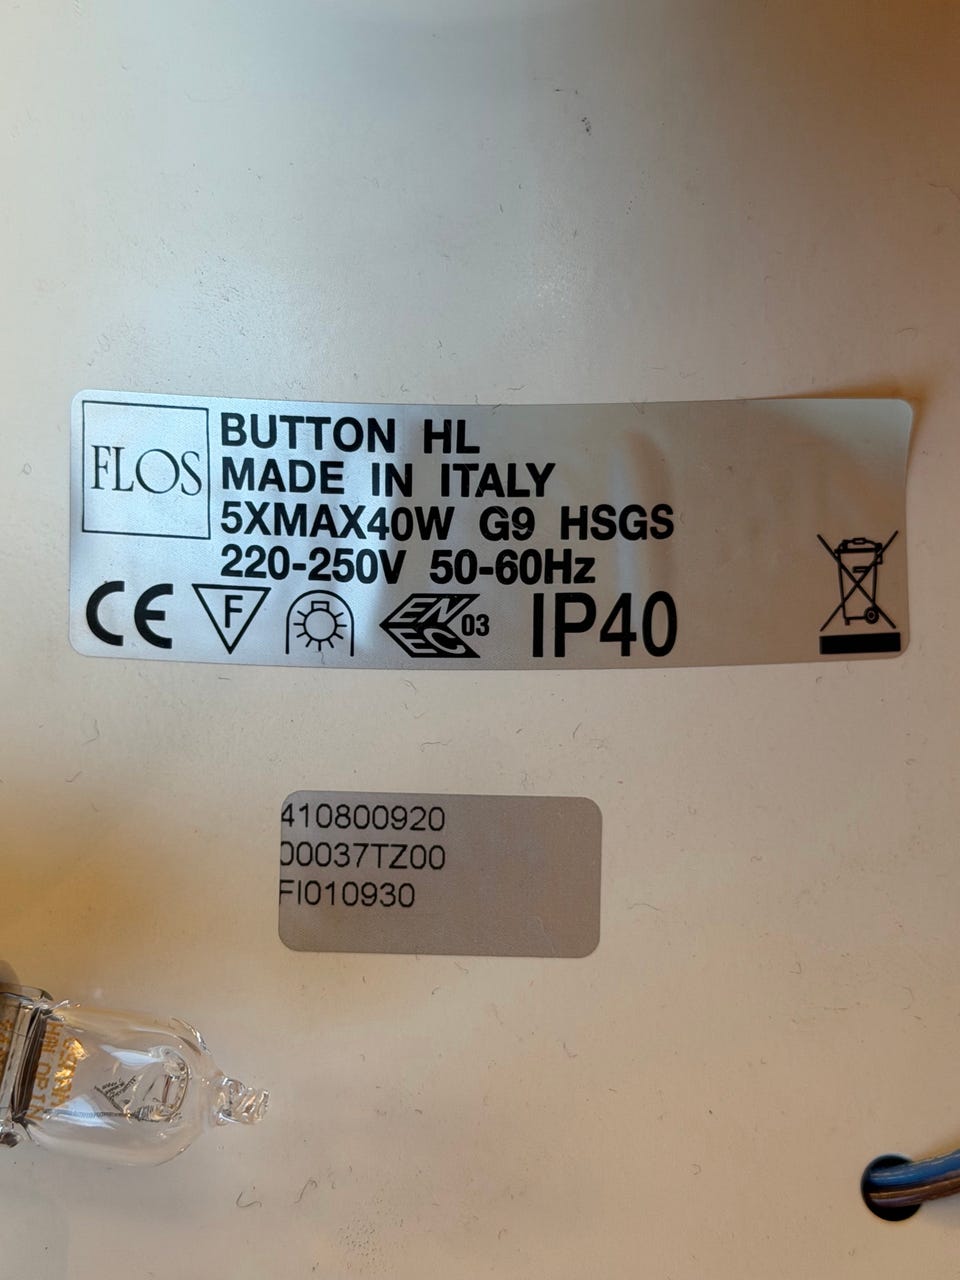 FLOS
BUTTON HL
MADE IN ITALY
5XMAX40W G9 HSGS
220-250V 50-60Hz
CE F ENEC 03 IP40
410800920
00037TZ00
FI010930